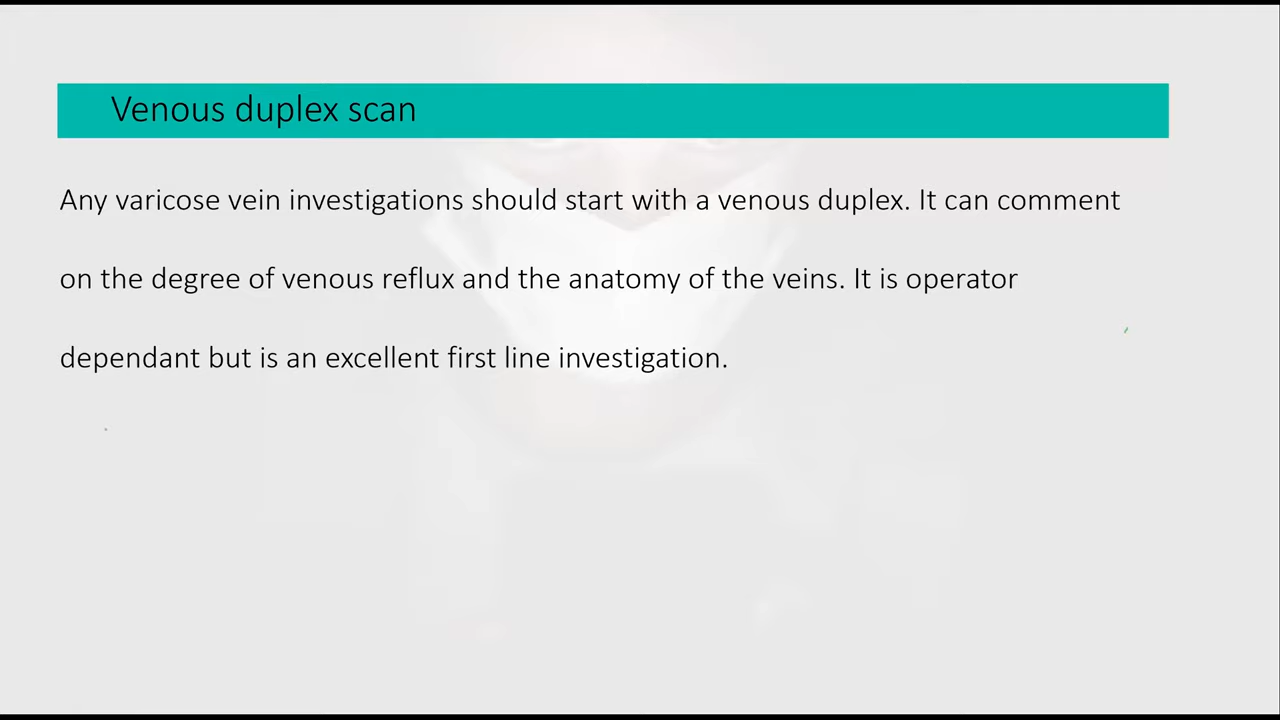 Venous duplex scan
Any varicose vein investigations should start with a venous duplex. It can comment
on the degree of venous reflux and the anatomy of the veins. It is operator
dependant but is an excellent first line investigation.